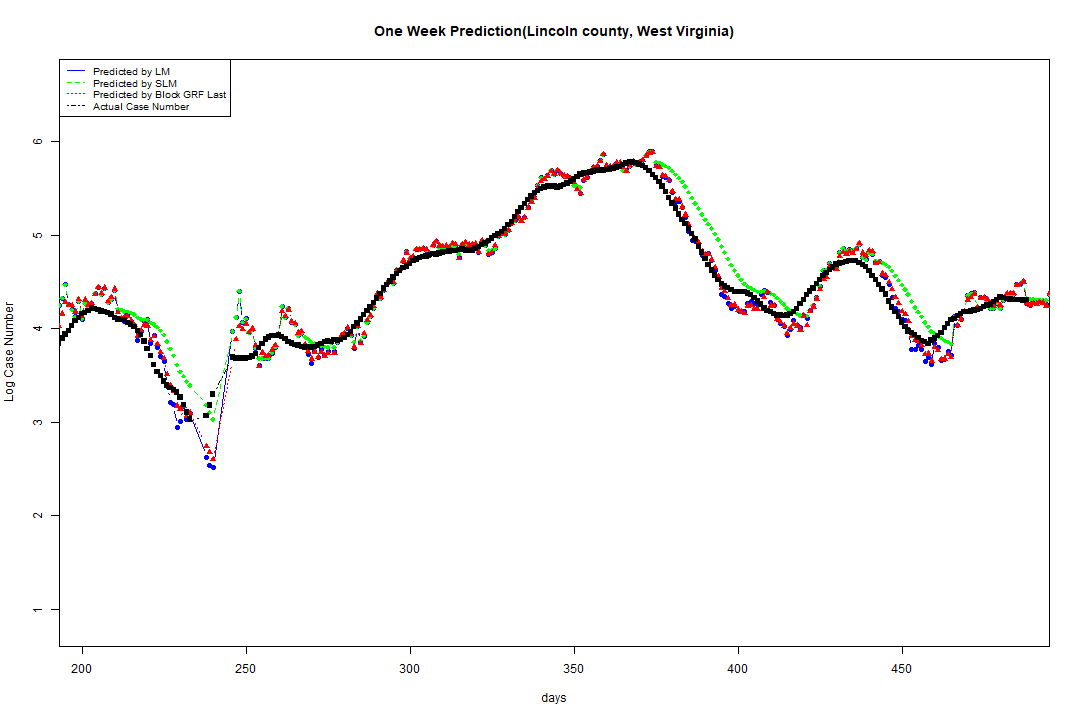 One Week Prediction(Lincoln county, West Virginia)
Predicted by LM
Predicted by SLM
Predicted by Block GRF Last
Actual Case Number
6
5
4
3
2
1
Log Case Number
200 250 300 350 400 450
days